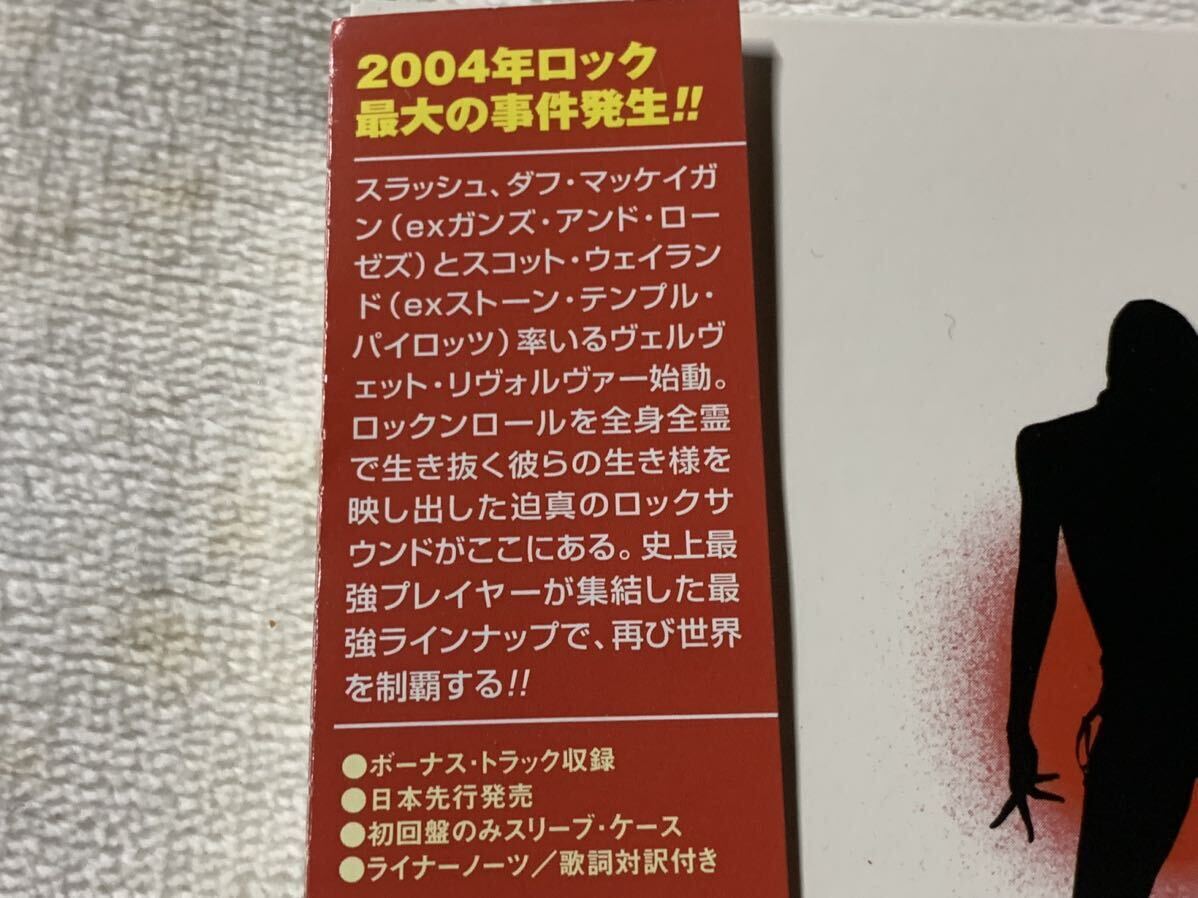 2004年ロック
最大の事件発生!!
スラッシュ、ダフ・マッケイガ
ン(exガンズ・アンド・ロー
ゼズ)とスコット・ウェイラン
ド(exストーン・テンプル・
パイロッツ)率いるヴェルヴ
ェット・リヴォルヴァー始動。
ロックンロールを全身全霊
で生き抜く彼らの生き様を
映し出した迫真のロックサ
ウンドがここにある。史上最
強プレイヤーが集結した最
強ラインナップで、再び世界
を制覇する!!
●ボーナス・トラック収録
●日本先行発売
●初回盤のみスリーブ・ケース
●ライナーノーツ／歌詞対訳付き